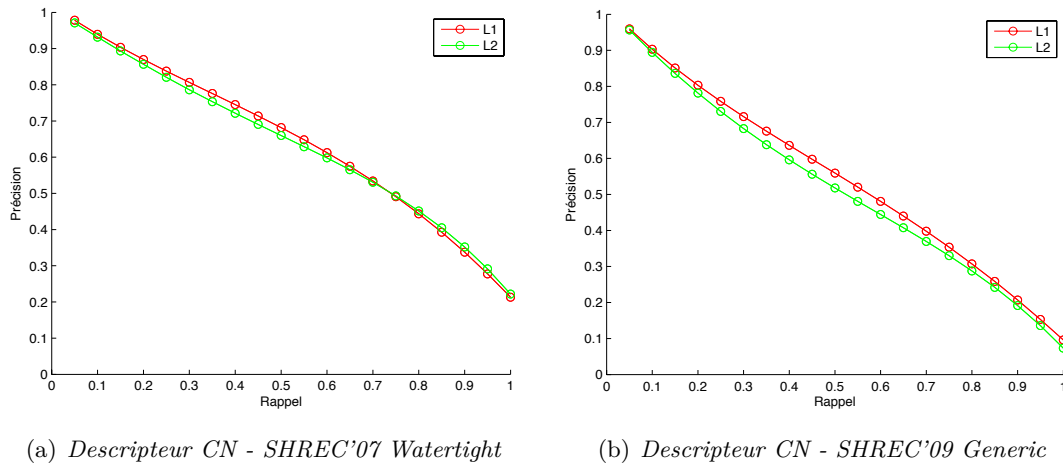 1
0.9
0.8
0.7
0.6
0.5
0.4
0.3
0.2
0.1
0
Précision
0.1 0.2 0.3 0.4 0.5 0.6 0.7 0.8 0.9 1
Rappel
L1
L2
(a) Descripteur CN - SHREC'07 Watertight
1
0.9
0.8
0.7
0.6
0.5
0.4
0.3
0.2
0.1
0
Précision
0 0.1 0.2 0.3 0.4 0.5 0.6 0.7 0.8 0.9 1
Rappel
L1
L2
(b) Descripteur CN - SHREC'09 Generic